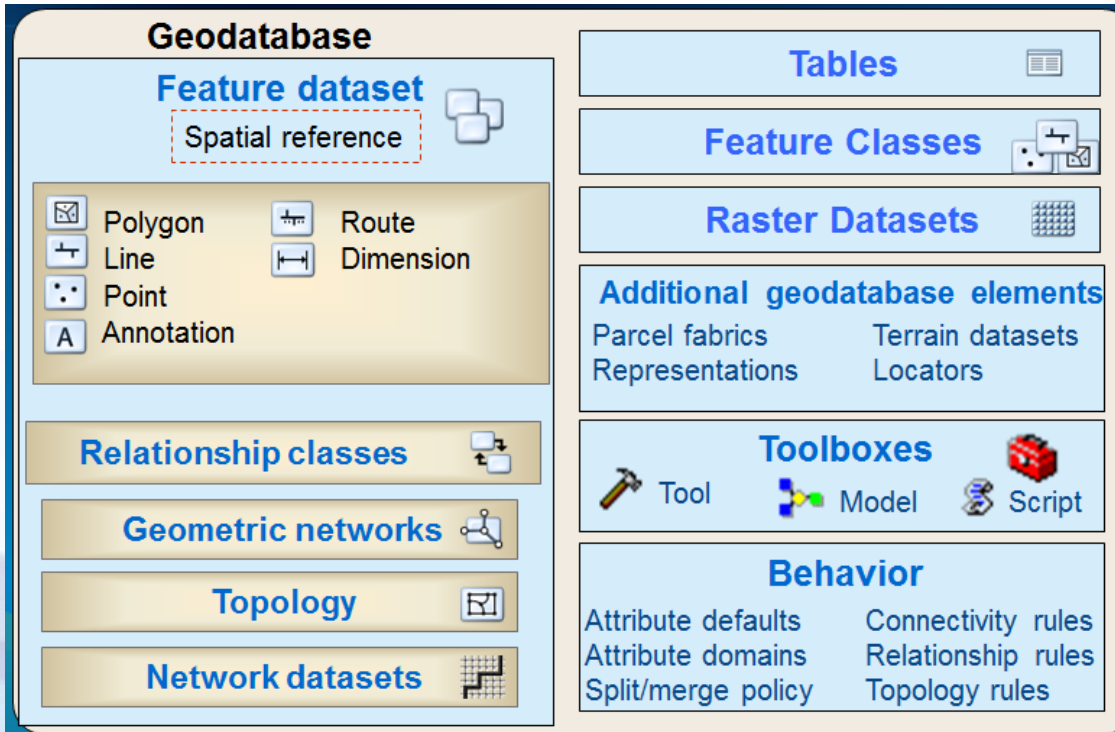 Geodatabase
Feature dataset
Spatial reference
Polygon
Line
Point
A Annotation
Route
Dimension
Relationship classes
Geometric networks
Topology
Network datasets
Tables
Feature Classes
Raster Datasets
Additional geodatabase elements
Parcel fabrics Terrain datasets
Representations Locators
Toolboxes
Tool Model Script
Behavior
Attribute defaults Connectivity rules
Attribute domains Relationship rules
Split/merge policy Topology rules